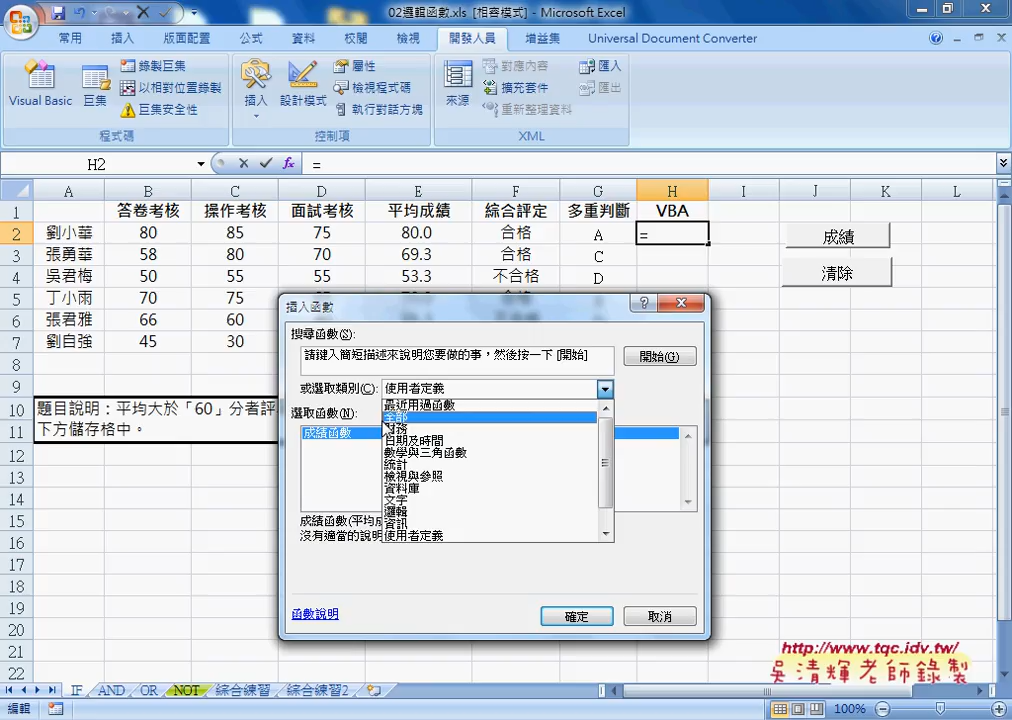 02邏輯函數.xls [相容模式] - Microsoft Excel
常用 插入 版面配置 公式 資料 校閱 檢視 開發人員 增益集 Universal Document Converter
Visual Basic 巨集 錄製巨集 以相對位置錄製 巨集安全性 程式碼
插入 設計模式 屬性 檢視程式碼 執行對話方塊 控制項
來源 對應內容 擴充套件 重新整理資料 匯入 匯出 XML
H2 =
A B C D E F G H I J K L
1 答卷考核 操作考核 面試考核 平均成績 綜合評定 多重判斷 VBA
2 劉小華 80 85 75 80.0 合格 A =
3 張勇華 58 80 70 69.3 合格 C
4 吳君梅 50 55 55 53.3 不合格 D
5 丁小雨 70 75
6 張君雅 66 60
7 劉自強 45 30
8
9
10 題目說明：平均大於「60」分者評
11 下方儲存格中。
12
13
14
15
16
17
18
19
20
21
22
成績
清除
插入函數
搜尋函數(S):
請鍵入簡短描述來說明您要做的事，然後按一下 [開始]
開始(G)
或選取類別(C): 使用者定義
最近用過函數
全部
財務
日期及時間
數學與三角函數
統計
檢視與參照
資料庫
文字
邏輯
資訊
使用者定義
選取函數(N):
成績函數
成績函數(平均成
沒有適當的說明
函數說明
確定 取消
http://www.tqc.idv.tw/
吳清輝老師錄製
IF AND OR NOT 綜合練習 綜合練習2
編輯 100%